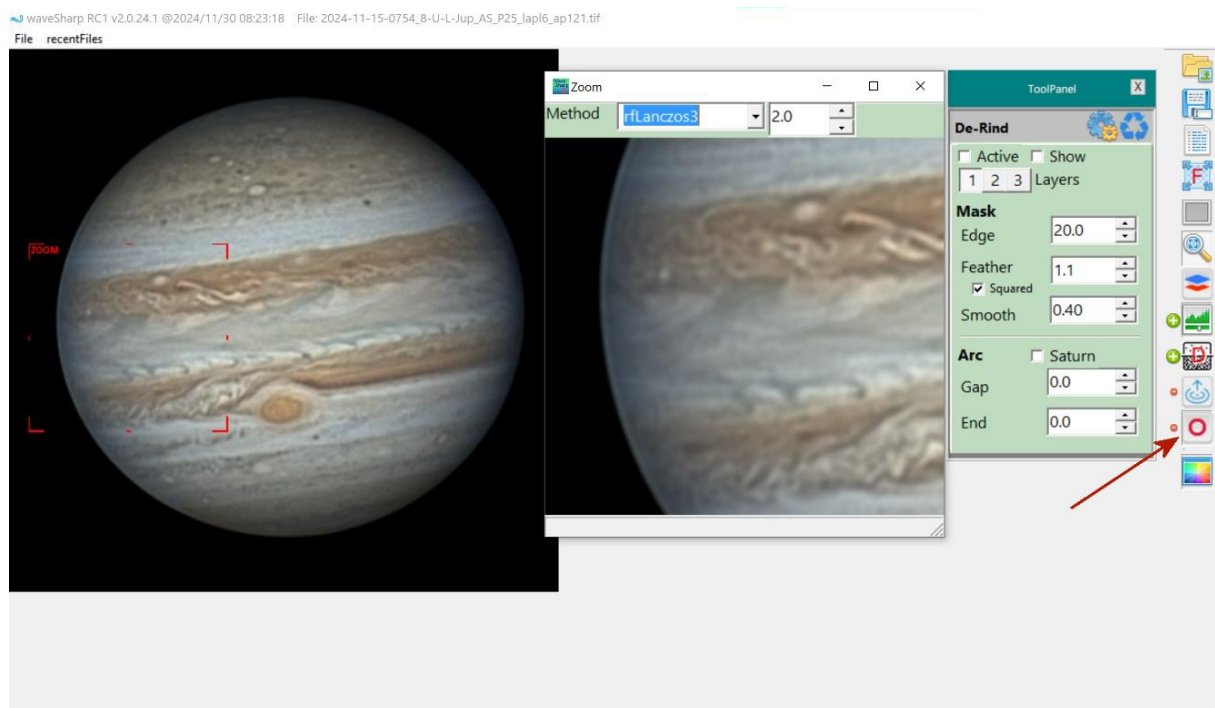 waveSharp RC1 v2.0.24.1 @2024/11/30 08:23:18 File: 2024-11-15-0754_8-U-L-Jup_AS_P25_lapl6_ap121.tif
File recentFiles
ZOOM
Zoom
Method rfLanczos3 2.0
ToolPanel X
De-Rind
Active Show
1 2 3 Layers
Mask
Edge 20.0
Feather 1.1
Squared
Smooth 0.40
Arc Saturn
Gap 0.0
End 0.0
F
D